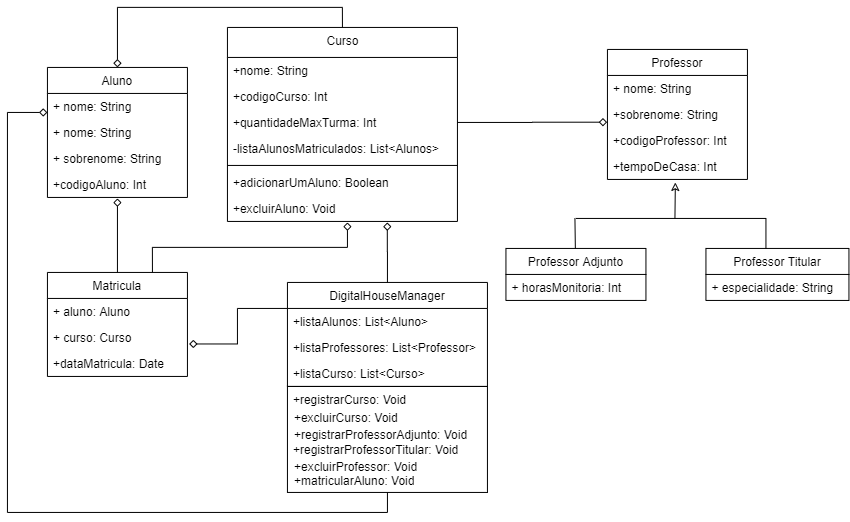 Curso
+nome: String
+codigoCurso: Int
+quantidadeMaxTurma: Int
-listaAlunosMatriculados: List<Alunos>
+adicionarUmAluno: Boolean
+excluirAluno: Void
Aluno
+ nome: String
+ nome: String
+ sobrenome: String
+codigoAluno: Int
Professor
+ nome: String
+sobrenome: String
+codigoProfessor: Int
+tempoDeCasa: Int
Professor Adjunto
+ horasMonitoria: Int
Professor Titular
+ especialidade: String
Matricula
+ aluno: Aluno
+ curso: Curso
+dataMatricula: Date
DigitalHouseManager
+listaAlunos: List<Aluno>
+listaProfessores: List<Professor>
+listaCurso: List<Curso>
+registrarCurso: Void
+excluirCurso: Void
+registrarProfessorAdjunto: Void
+registrarProfessorTitular: Void
+excluirProfessor: Void
+matricularAluno: Void